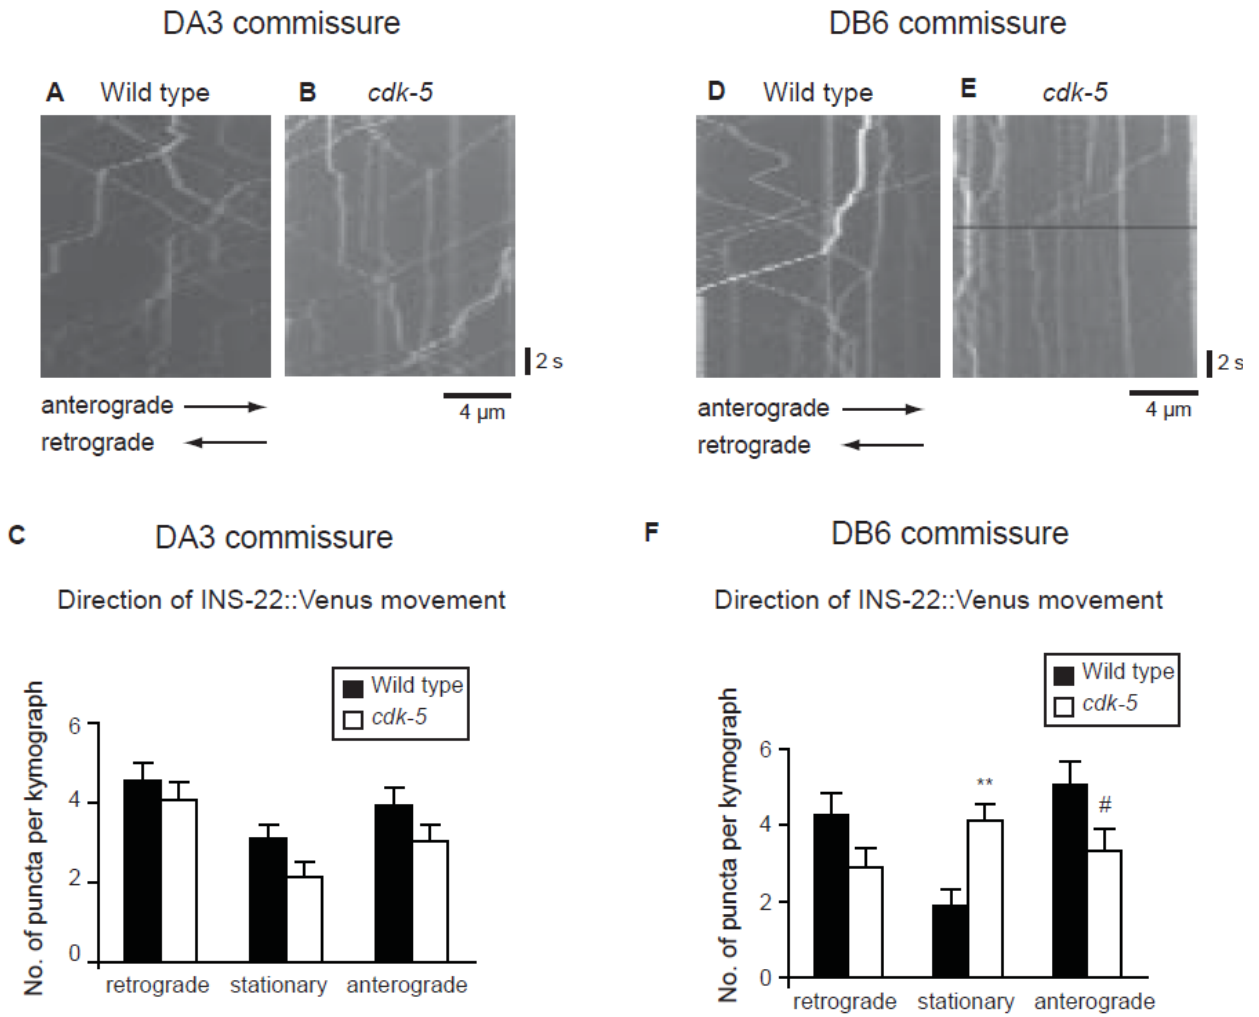 DA3 commissure
A Wild type B cdk-5
2 s
4 µm
anterograde
retrograde
DB6 commissure
D Wild type E cdk-5
2 s
4 µm
anterograde
retrograde
C DA3 commissure
Direction of INS-22::Venus movement
Wild type
cdk-5
No. of puncta per kymograph
6
4
2
0
retrograde stationary anterograde
F DB6 commissure
Direction of INS-22::Venus movement
Wild type
cdk-5
No. of puncta per kymograph
6
4
2
0
**
#
retrograde stationary anterograde